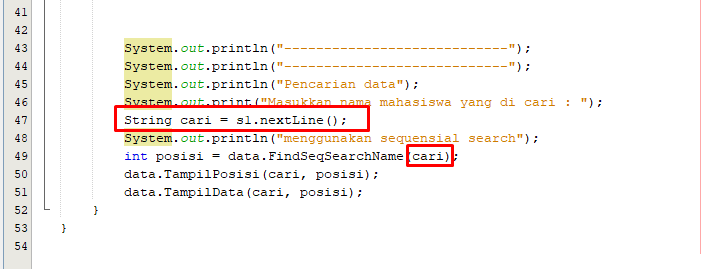 41
42
43 System.out.println("----------------------------");
44 System.out.println("----------------------------");
45 System.out.println("Pencarian data");
46 System.out.print("Masukkan nama mahasiswa yang di cari : ");
47 String cari = sl.nextLine();
48 System.out.println("menggunakan sequensial search");
49 int posisi = data.FindSeqSearchName(cari);
50 data.TampilPosisi(cari, posisi);
51 data.TampilData(cari, posisi);
52 }
53 }
54